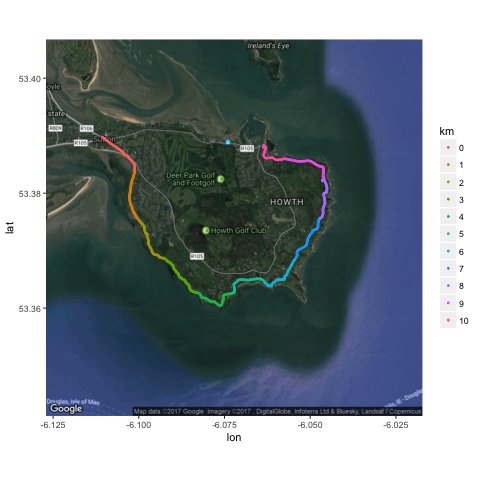 Ireland's Eye
53.40
oyle
Estate
R809
R106
Sutton
R105
R105
Deer Park Golf
and Footgolf
53.38
HOWTH
Howth Golf Club
R105
53.36
Douglas, Isle of Man
Google
Map data ©2017 Google Imagery ©2017 , DigitalGlobe, Infoterra Ltd & Bluesky, Landsat / Copernicus
-6.125
-6.100
-6.075
-6.050
-6.025
lon
lat
km
0
1
2
3
4
5
6
7
8
9
10